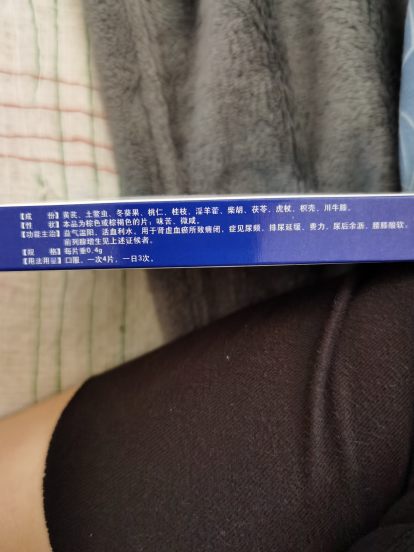 【成　份】黄芪、土鳖虫、冬葵果、桃仁、桂枝、淫羊藿、柴胡、茯苓、虎杖、枳壳、川牛膝。
【性　状】本品为棕色或棕褐色的片；味苦、微咸。
【功能主治】益气温阳、活血利水。用于肾虚血瘀所致癃闭、症见尿频、排尿延缓、费力、尿后余沥、腰膝酸软；
前列腺增生见上述证候者。
【规　格】每片重0.4g
【用法用量】口服，一次4片，一日3次。